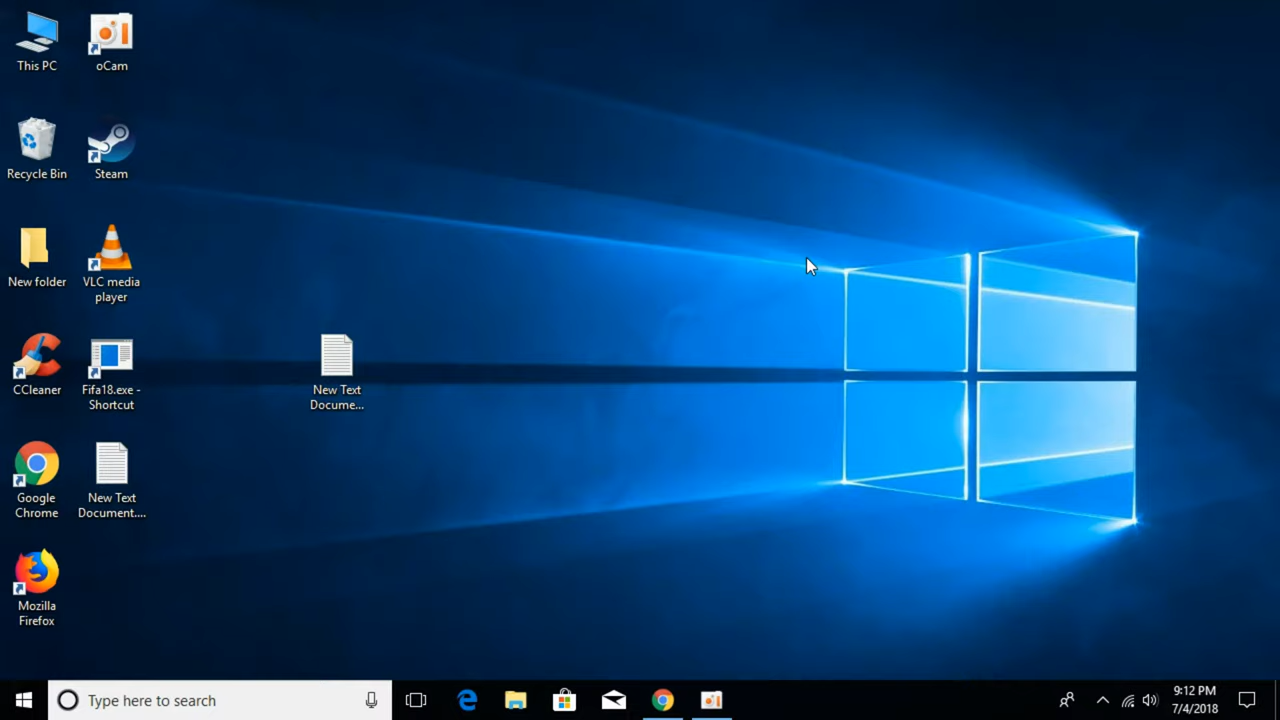 This PC
oCam
Recycle Bin
Steam
New folder
VLC media
player
CCleaner
Fifa18.exe -
Shortcut
New Text
Docume...
Google
Chrome
New Text
Document....
Mozilla
Firefox
Type here to search
9:12 PM
7/4/2018